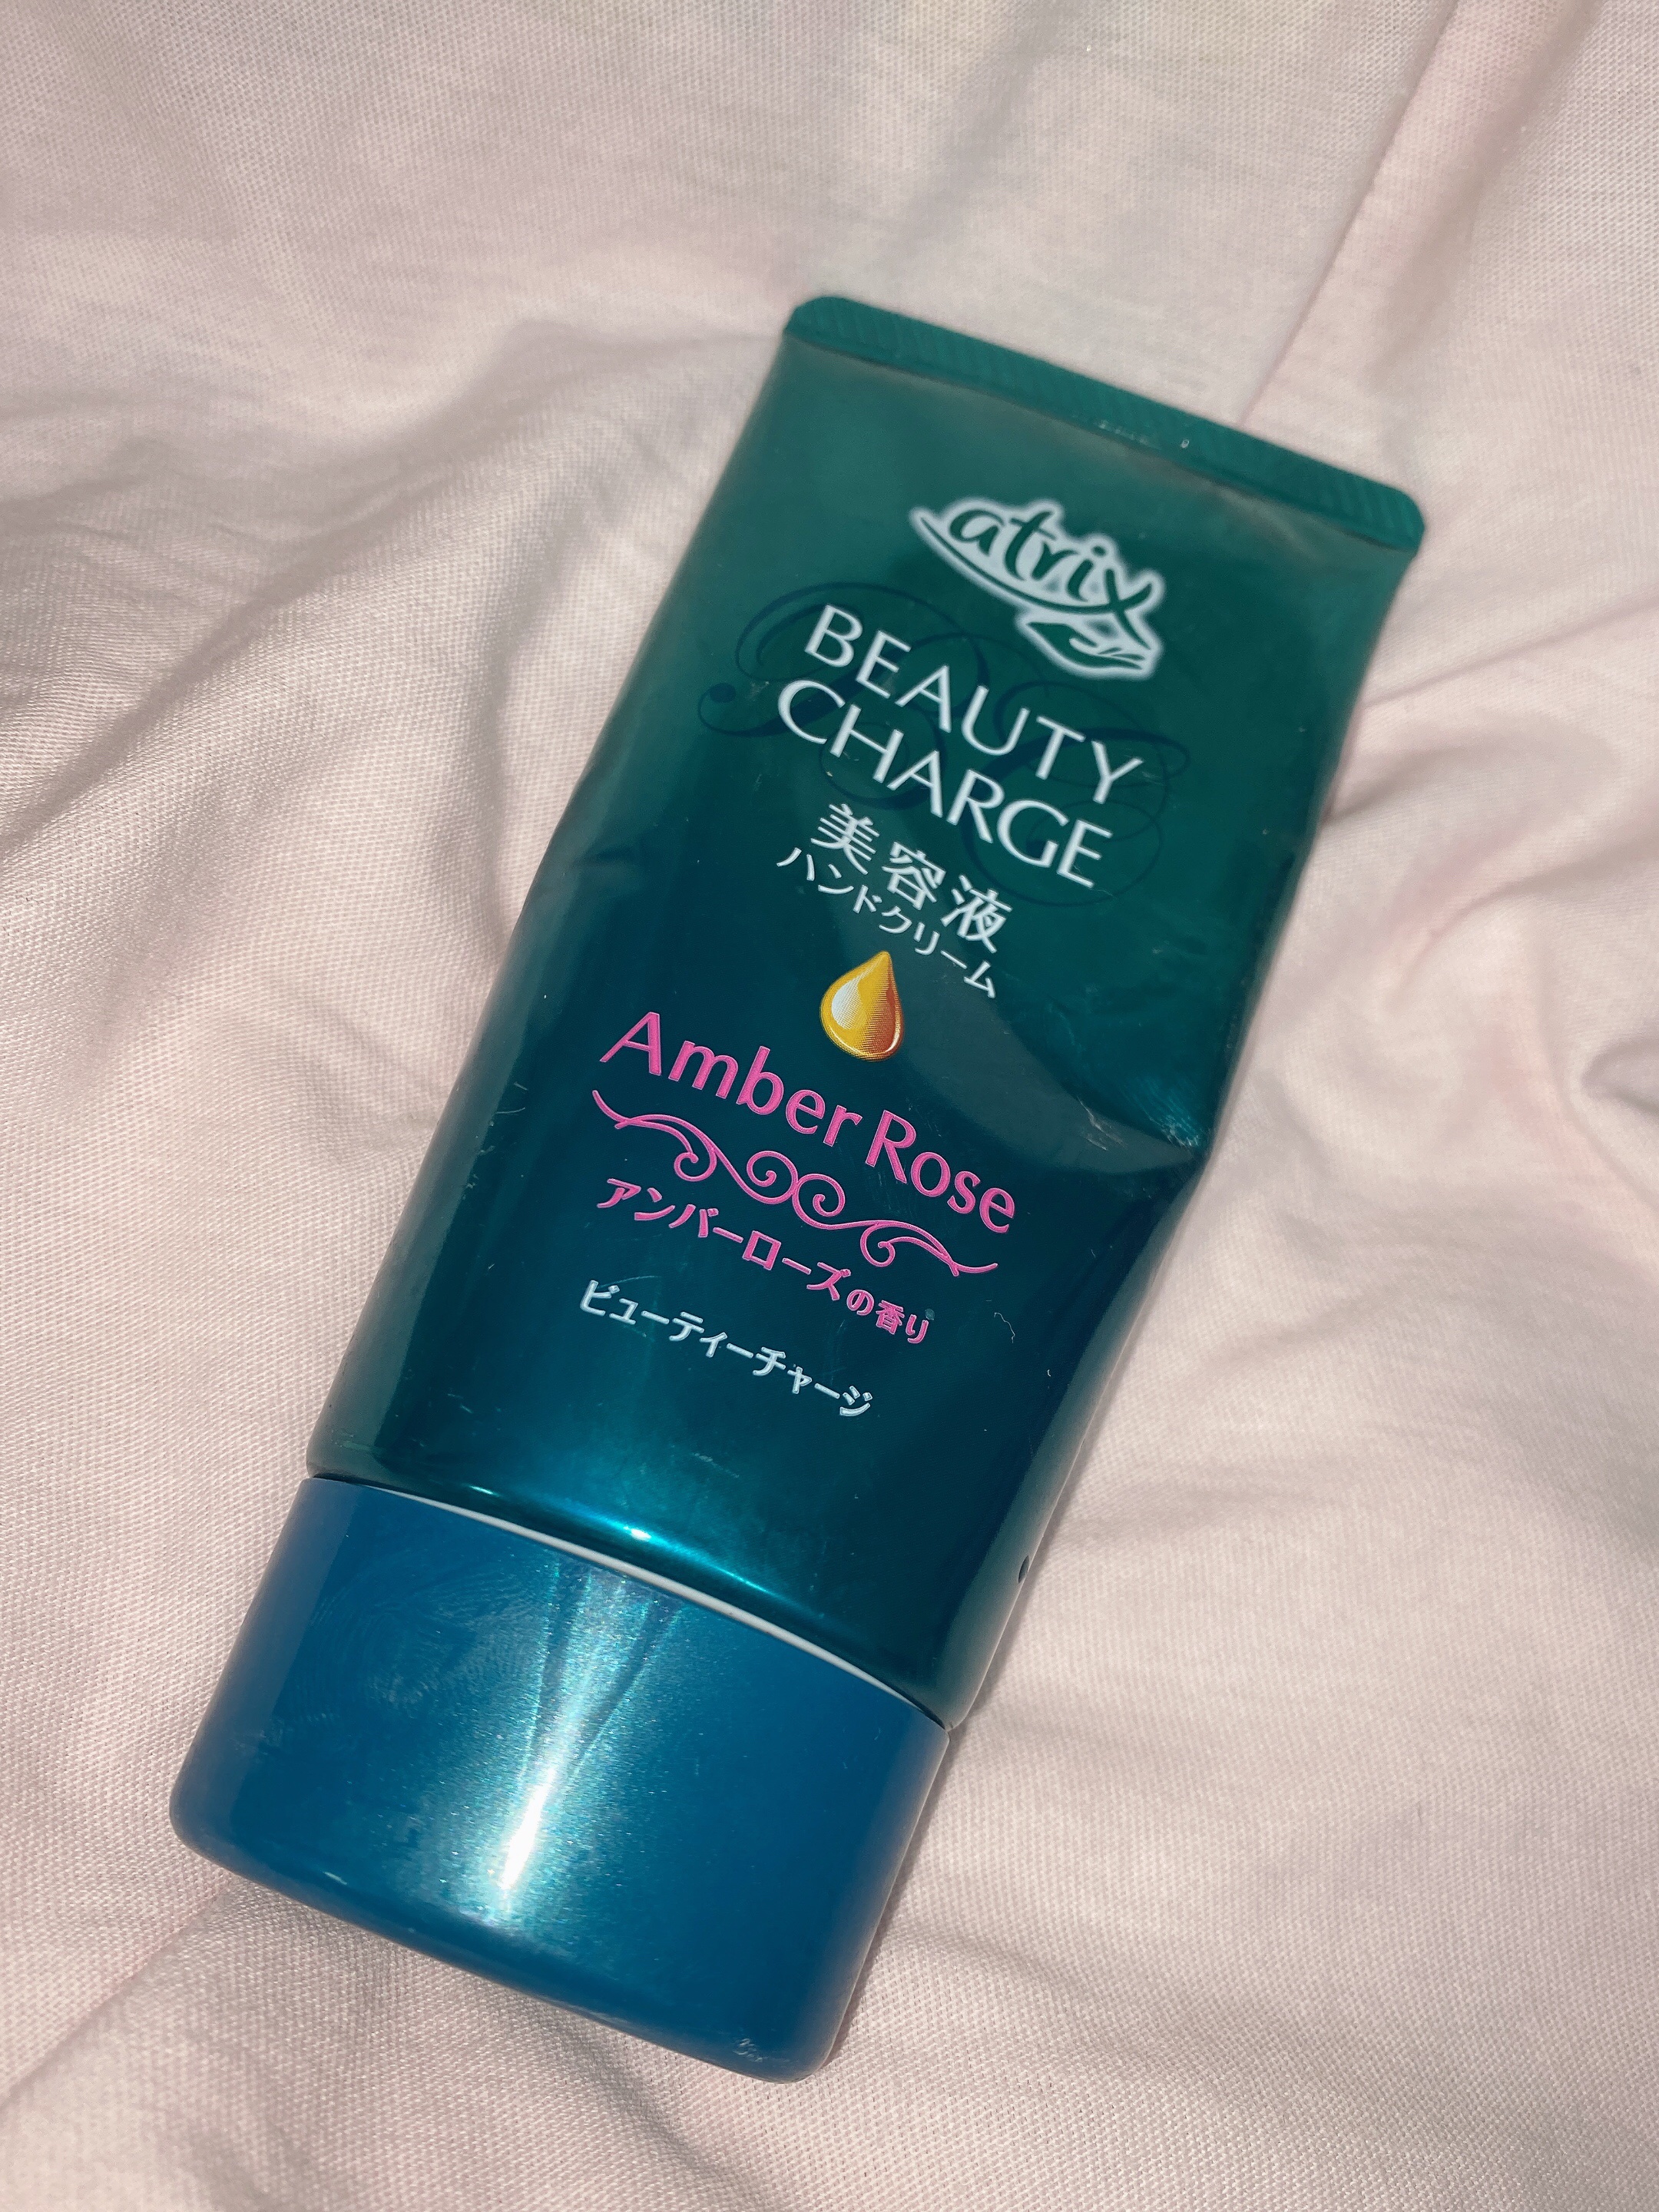 atrix
BEAUTY
CHARGE
美容液
ハンドクリーム
Amber Rose
アンバーローズの香り
ビューティーチャージ